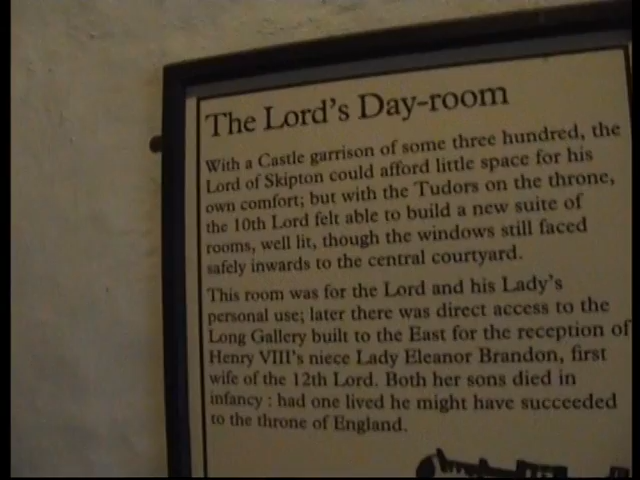 The Lord's Day-room
With a Castle garrison of some three hundred, the
Lord of Skipton could afford little space for his
own comfort; but with the Tudors on the throne,
the 10th Lord felt able to build a new suite of
rooms, well lit, though the windows still faced
safely inwards to the central courtyard.
This room was for the Lord and his Lady's
personal use; later there was direct access to the
Long Gallery built to the East for the reception of
Henry VIII's niece Lady Eleanor Brandon, first
wife of the 12th Lord. Both her sons died in
infancy : had one lived he might have succeeded
to the throne of England.